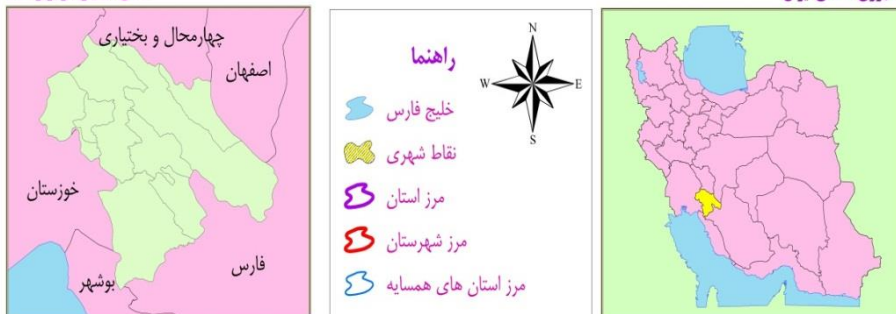 چهارمحال و بختیاری
اصفهان
خوزستان
فارس
بوشهر
N
W
E
S
راهنما
خلیج فارس
نقاط شهری
مرز استان
مرز شهرستان
مرز استان های همسایه